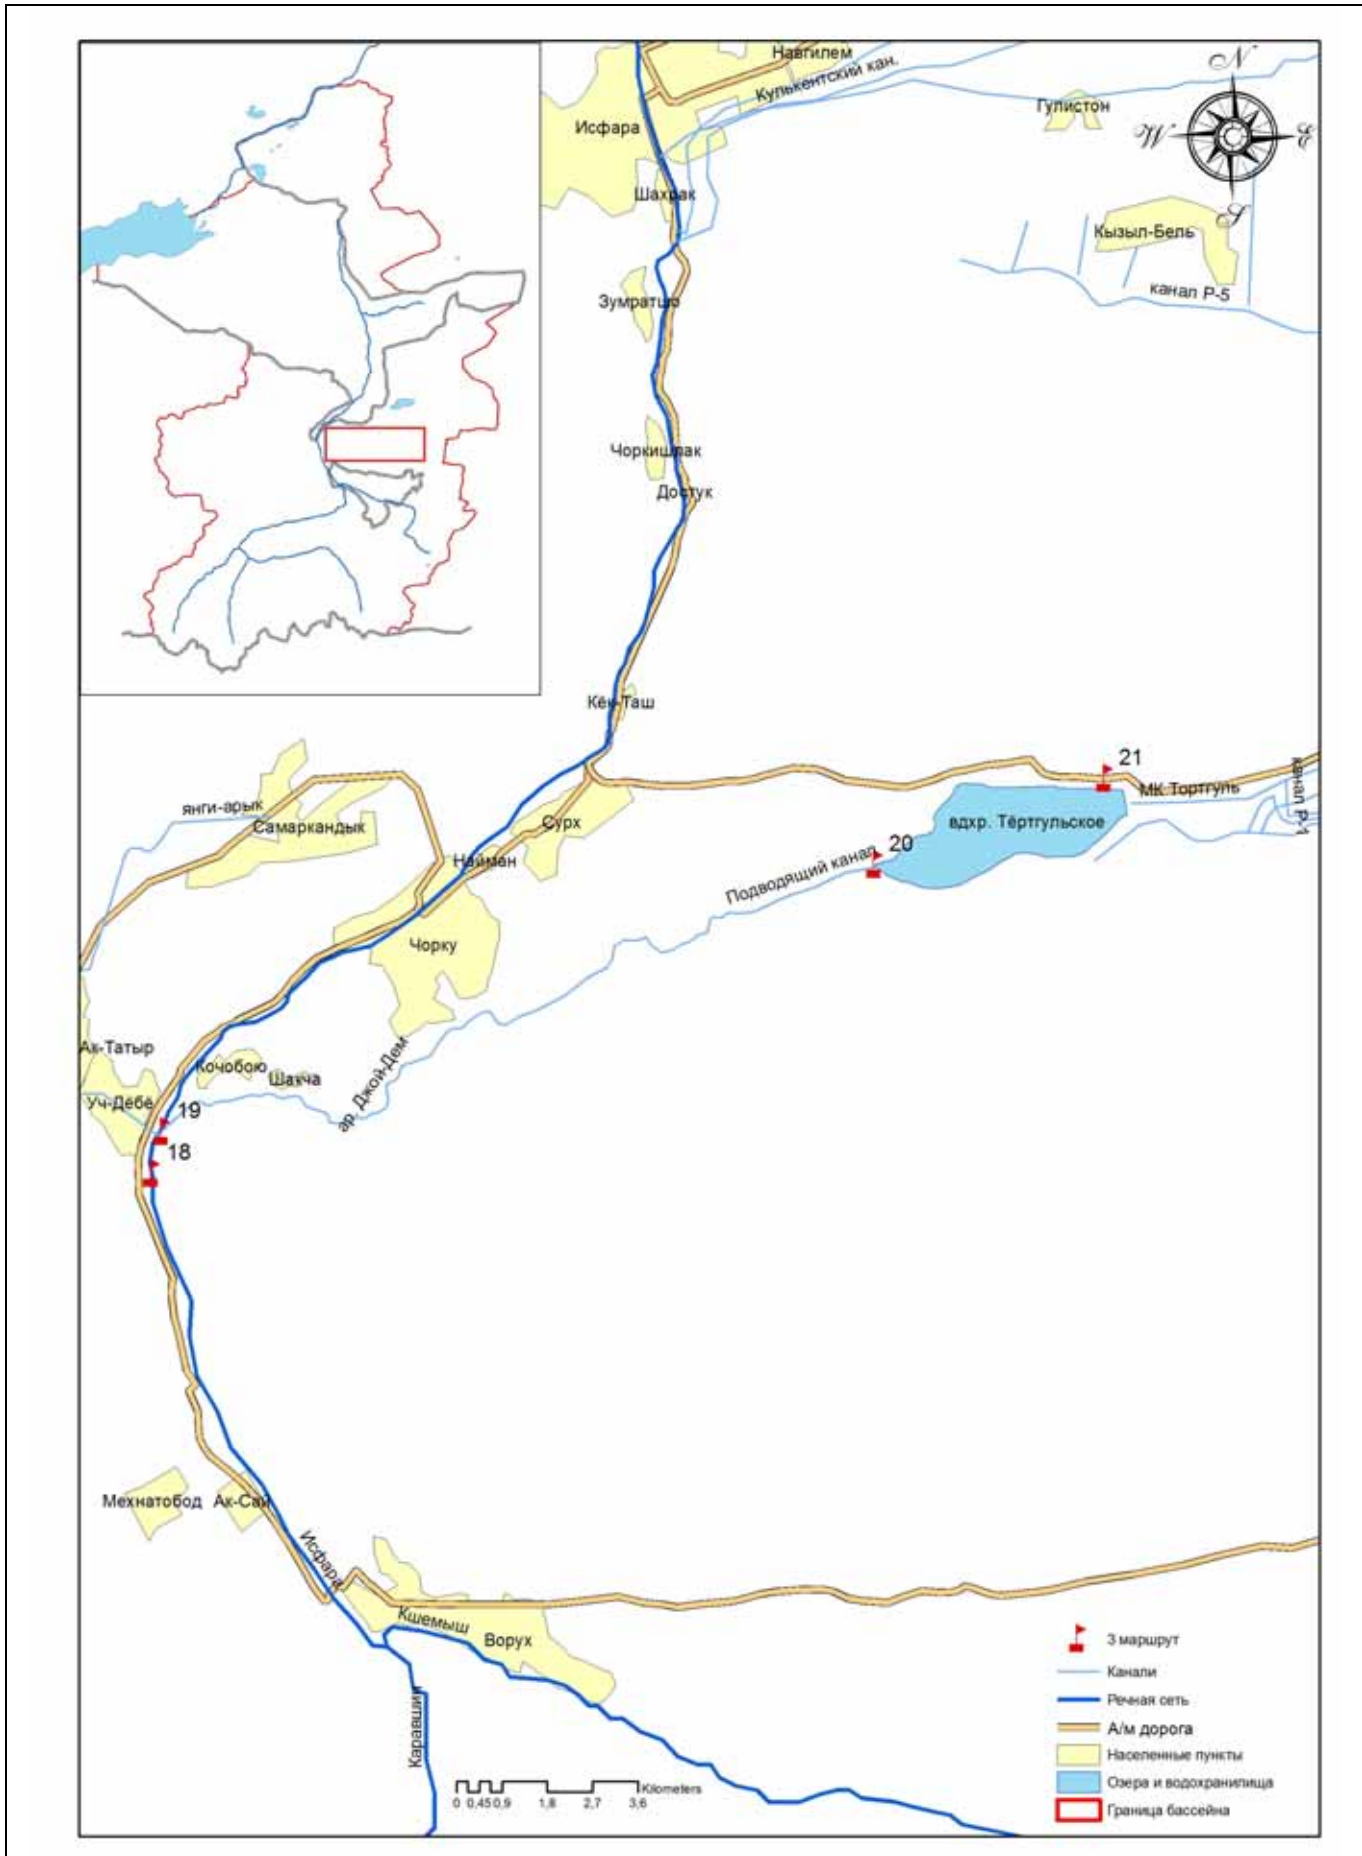 Навгилем
Кулькентский кан.
Исфара
Гулистон
N
W
E
S
Шахрак
Кызыл-Бель
канал Р-5
Зумратшо
Чоркишлак
Достук
Кёк-Таш
21
МК Тортгуль
канал Р-1
янги-арык
Самаркандык
Сурх
вдхр. Тёртгульское
20
Найман
Подводящий канал
Чорку
Ак-Татыр
Кочобою
Шакча
ар. Джой-Дем
Уч-Дёбё
19
18
Мехнатобод
Ак-Сай
Исфара
Кшемыш
Ворух
Каравшин
3 маршрут
Канали
Речная сеть
А/м дорога
Населенные пункты
Озера и водохранилища
Граница бассейна
Kilometers
0 0,45 0,9 1,8 2,7 3,6